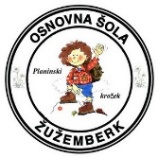 OSNOVNA ŠOLA
Planinski
krožek
ŽUŽEMBERK